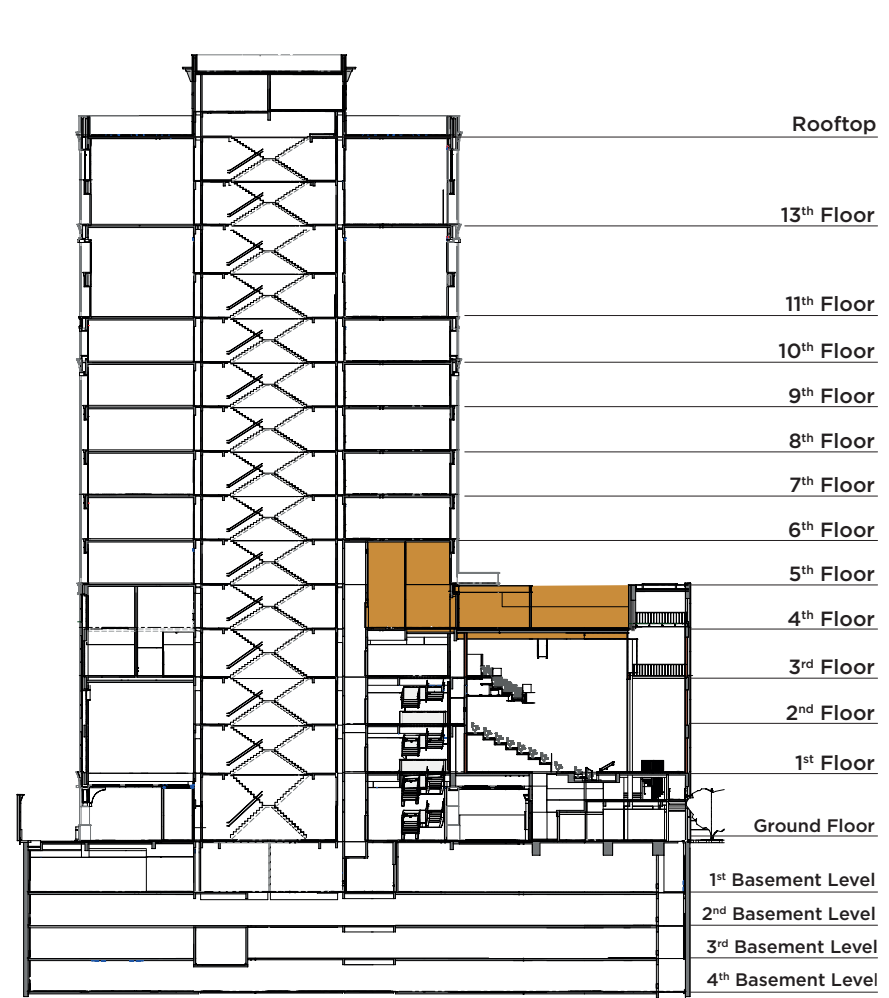 Rooftop
13th Floor
11th Floor
10th Floor
9th Floor
8th Floor
7th Floor
6th Floor
5th Floor
4th Floor
3rd Floor
2nd Floor
1st Floor
Ground Floor
1st Basement Level
2nd Basement Level
3rd Basement Level
4th Basement Level